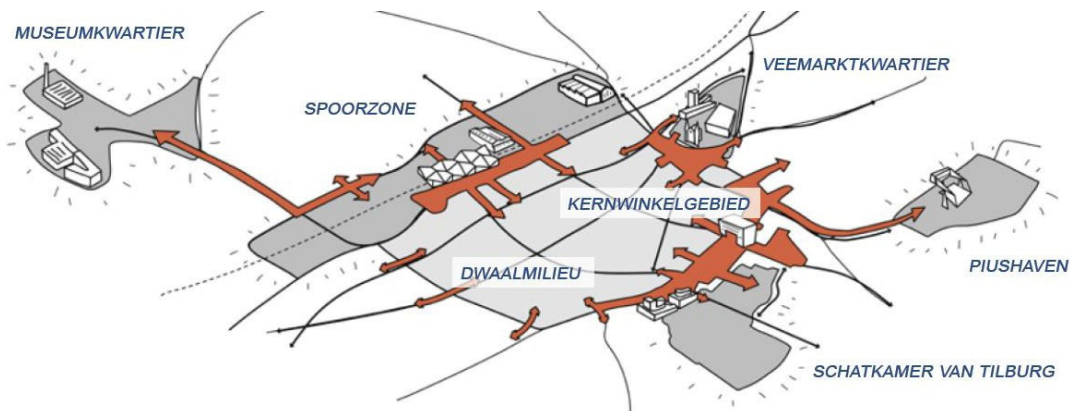 MUSEUMKWARTIER
VEEMARKTKWARTIER
SPOORZONE
KERNWINKELGEBIED
DWAALMILIEU
PIUSHAVEN
SCHATKAMER VAN TILBURG